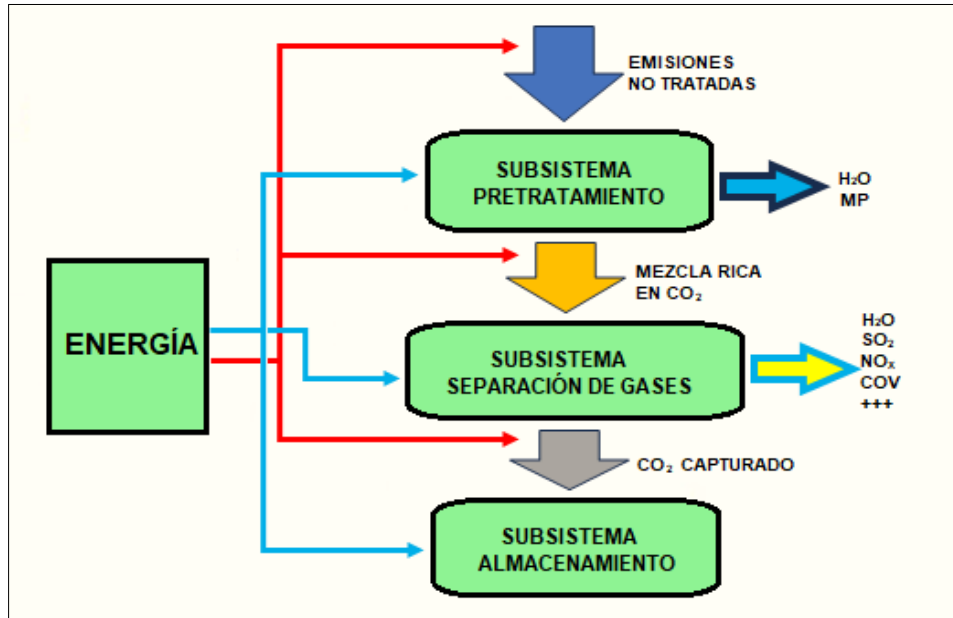 EMISIONES
NO TRATADAS
SUBSISTEMA
PRETRATAMIENTO
H₂O
MP
MEZCLA RICA
EN CO₂
ENERGÍA
SUBSISTEMA
SEPARACIÓN DE GASES
H₂O
SO₂
NOₓ
COV
+++
CO₂ CAPTURADO
SUBSISTEMA
ALMACENAMIENTO